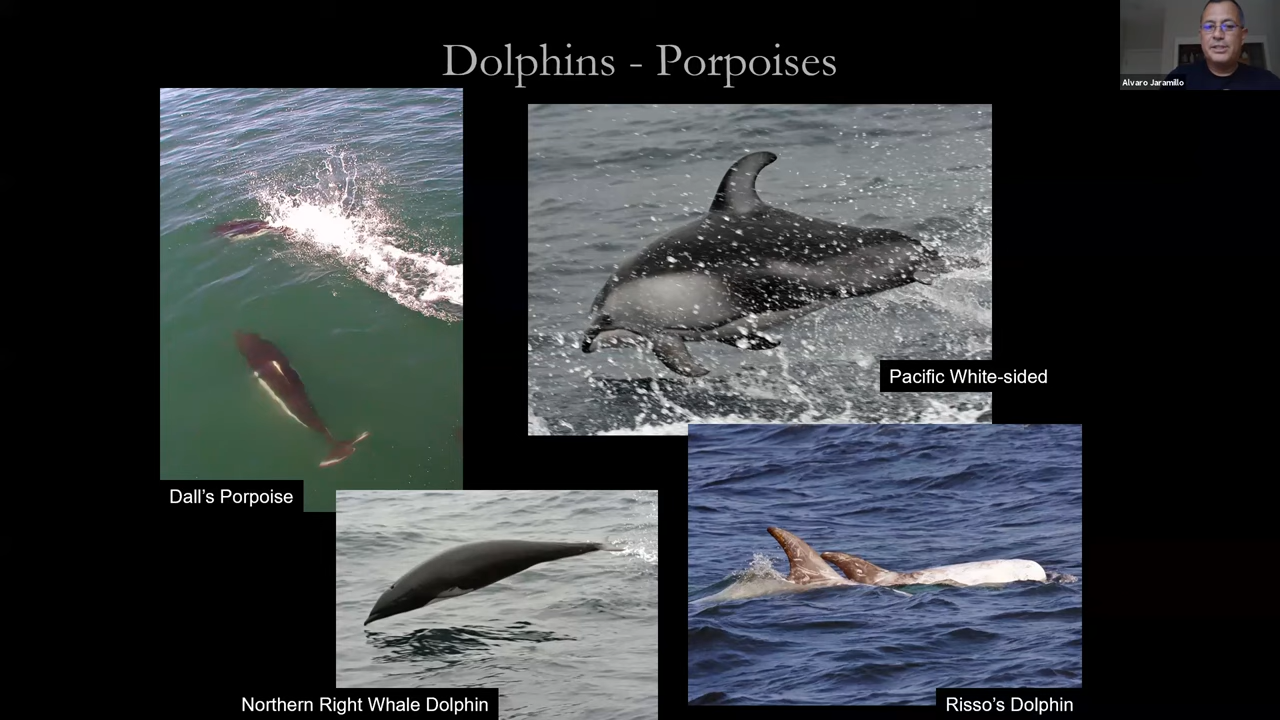 Dolphins - Porpoises
Alvaro Jaramillo
Pacific White-sided
Dall’s Porpoise
Northern Right Whale Dolphin
Risso’s Dolphin